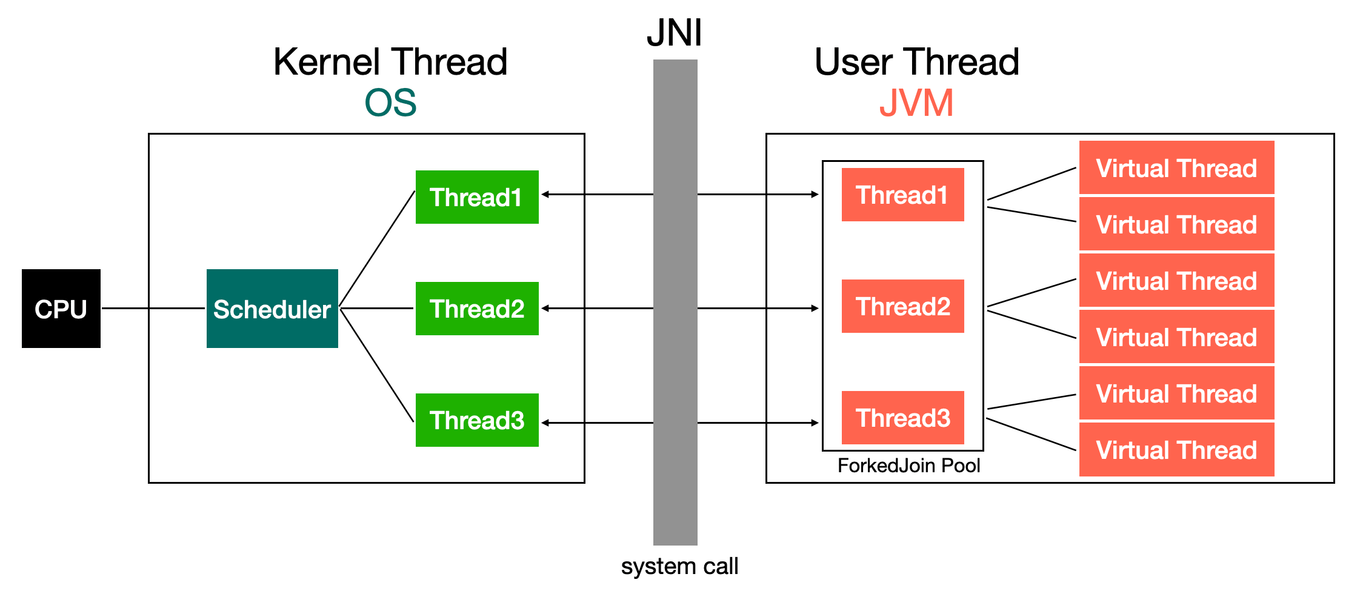 JNI
Kernel Thread
OS
User Thread
JVM
CPU
Scheduler
Thread1
Thread2
Thread3
Thread1
Thread2
Thread3
ForkedJoin Pool
Virtual Thread
Virtual Thread
Virtual Thread
Virtual Thread
Virtual Thread
Virtual Thread
system call